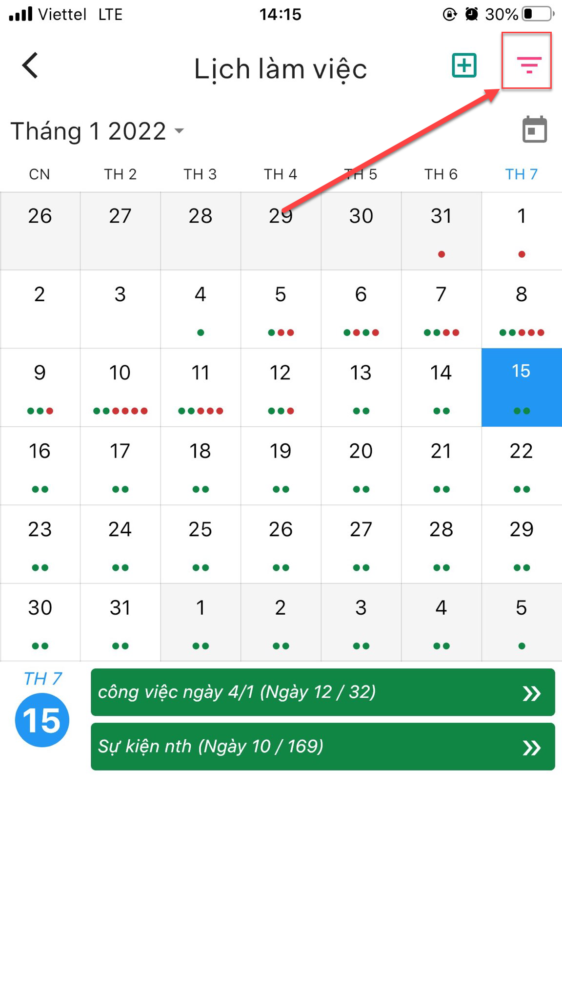 Viettel LTE 14:15 30%
Lịch làm việc
Tháng 1 2022
CN TH 2 TH 3 TH 4 TH 5 TH 6 TH 7
26 27 28 29 30 31 1
2 3 4 5 6 7 8
9 10 11 12 13 14 15
16 17 18 19 20 21 22
23 24 25 26 27 28 29
30 31 1 2 3 4 5
TH 7
15
công việc ngày 4/1 (Ngày 12 / 32)
Sự kiện nth (Ngày 10 / 169)